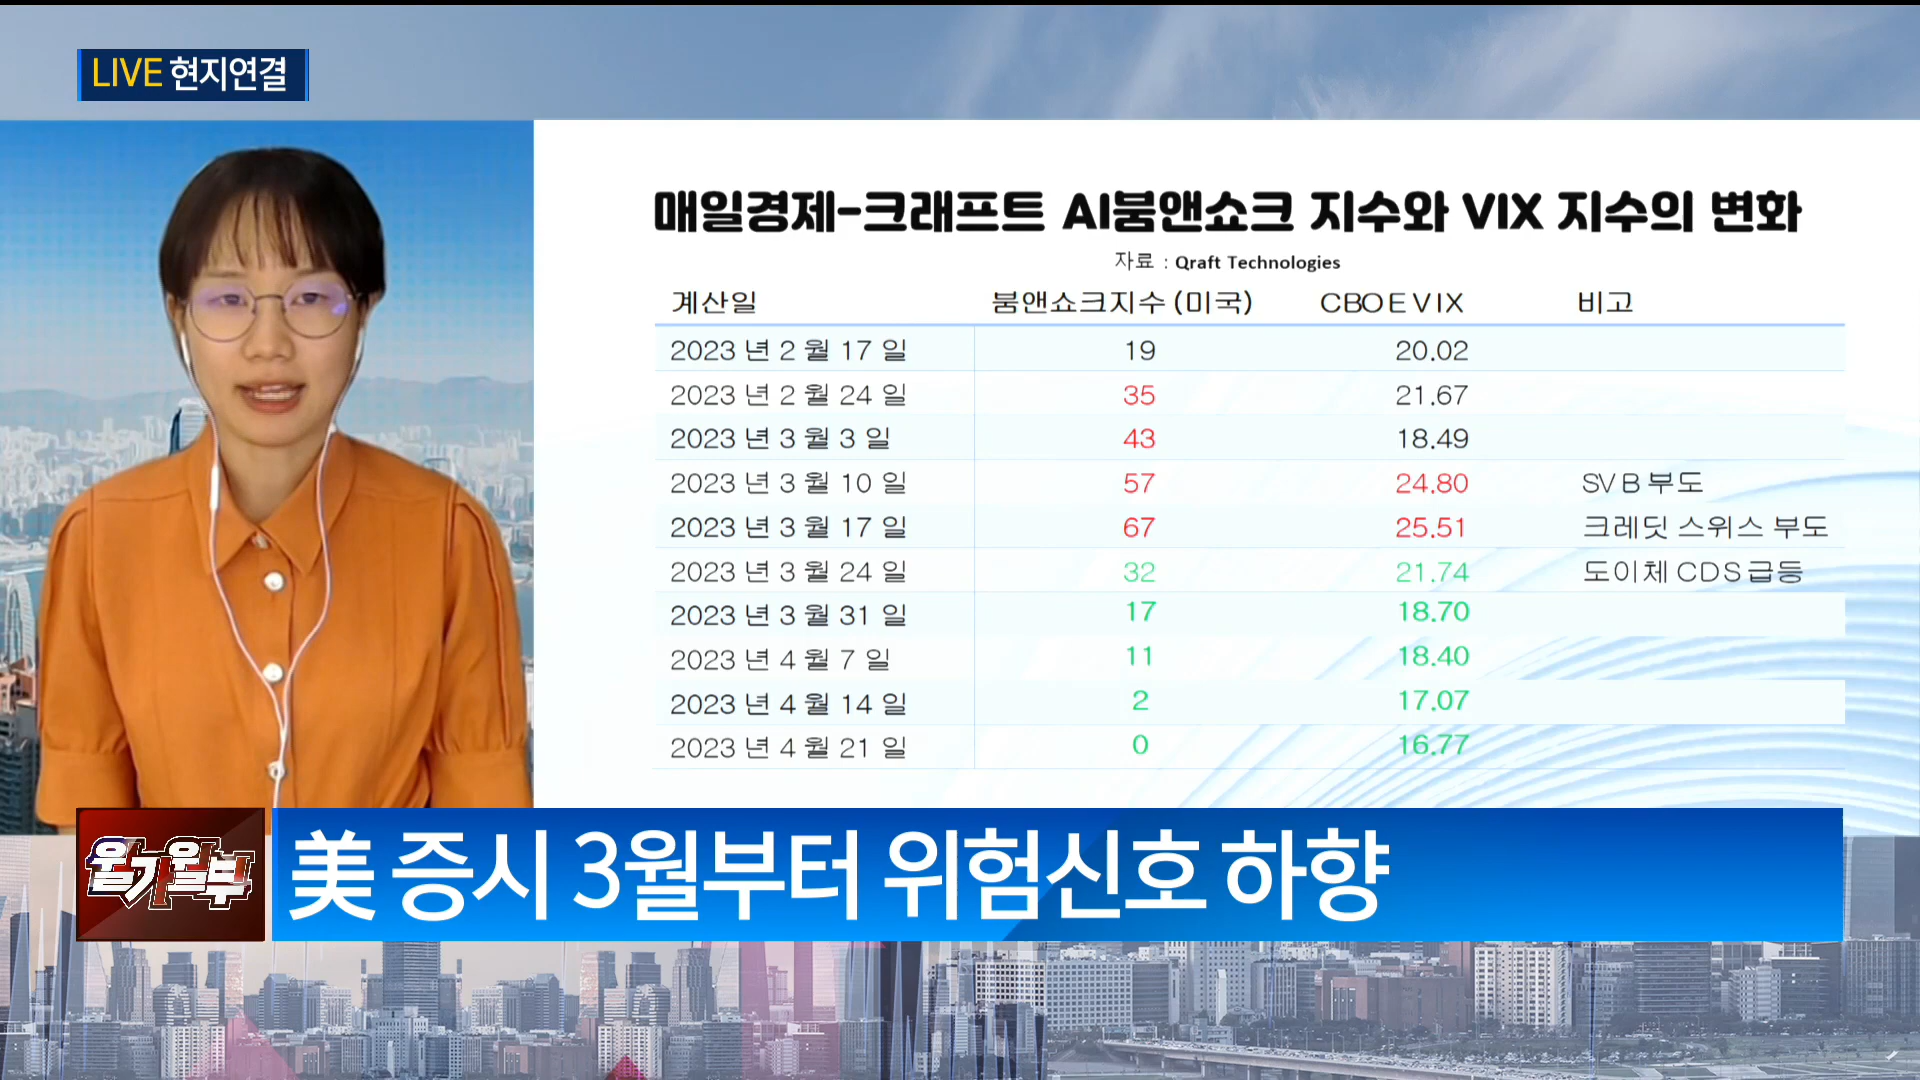 LIVE 현지연결
매일경제-크래프트 AI붐앤쇼크 지수와 VIX 지수의 변화
자료 : Qraft Technologies
계산일 붐앤쇼크지수 (미국) CBOE VIX 비고
2023 년 2 월 17 일 19 20.02
2023 년 2 월 24 일 35 21.67
2023 년 3 월 3 일 43 18.49
2023 년 3 월 10 일 57 24.80 SVB 부도
2023 년 3 월 17 일 67 25.51 크레딧 스위스 부도
2023 년 3 월 24 일 32 21.74 도이체 CDS 급등
2023 년 3 월 31 일 17 18.70
2023 년 4 월 7 일 11 18.40
2023 년 4 월 14 일 2 17.07
2023 년 4 월 21 일 0 16.77
월가월부
美 증시 3월부터 위험신호 하향